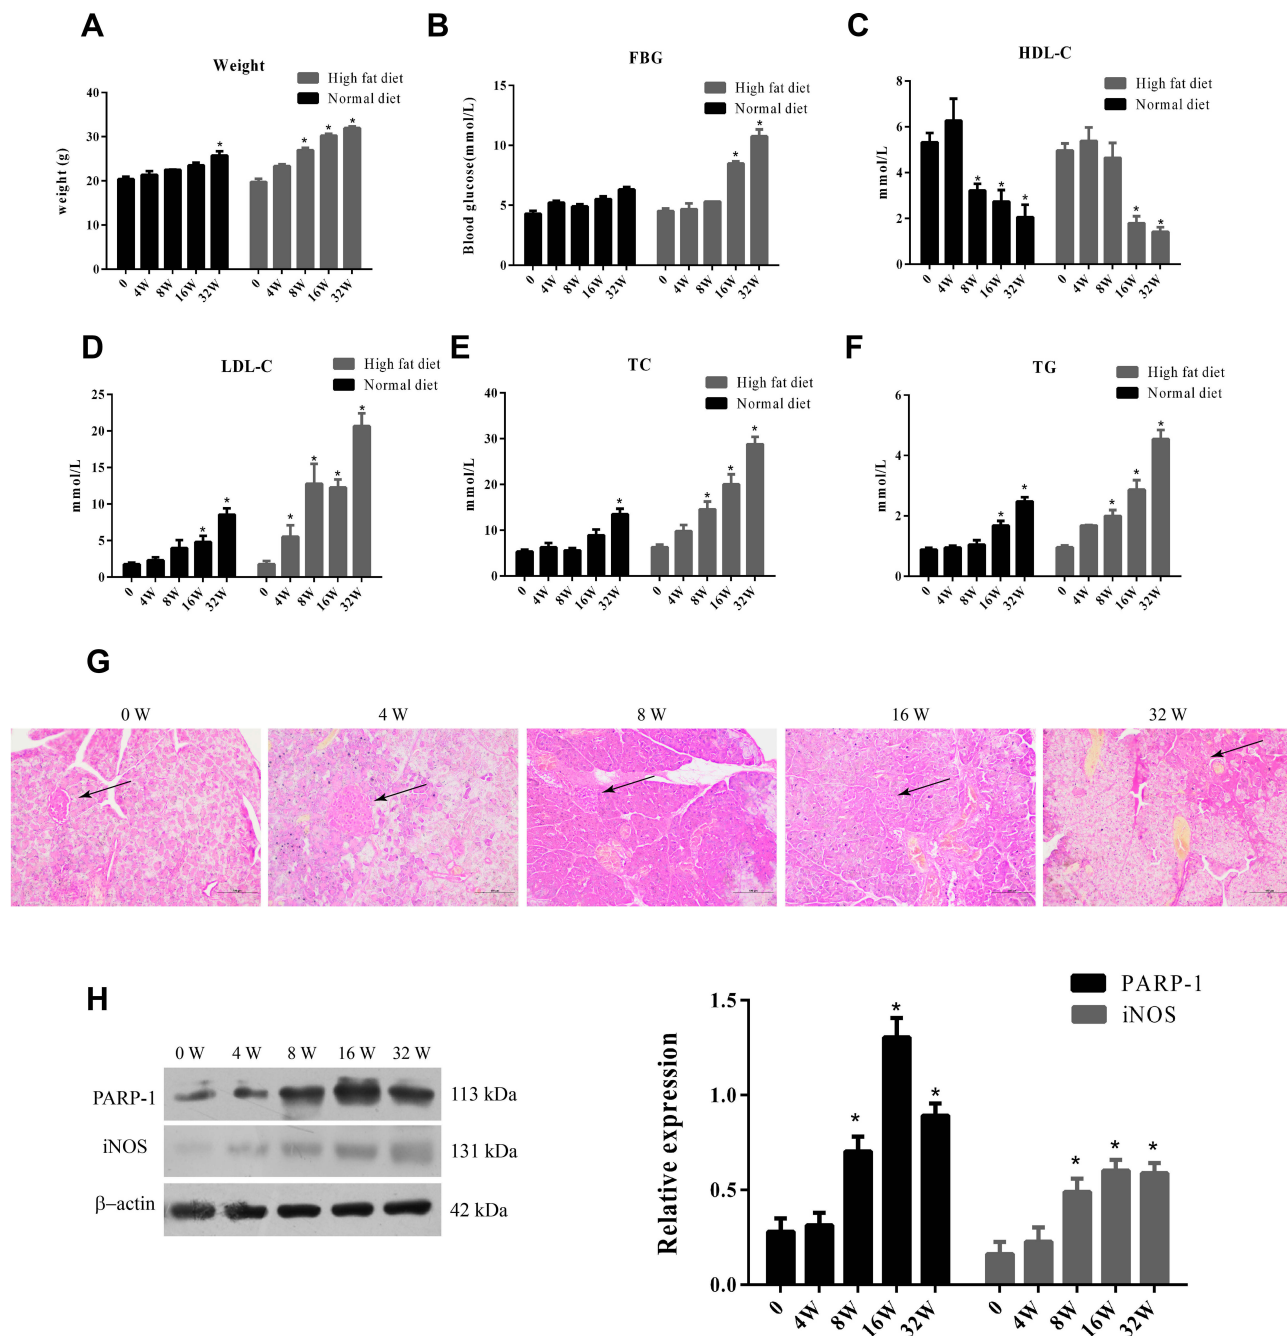 A
Weight
High fat diet
Normal diet
weight (g)
40
30
20
10
0
* * * *
0 4W 8W 16W 32W 0 4W 8W 16W 32W
B
FBG
High fat diet
Normal diet
Blood glucose(mmol/L)
15
10
5
0
* *
0 4W 8W 16W 32W 0 4W 8W 16W 32W
C
HDL-C
High fat diet
Normal diet
mmol/L
8
6
4
2
0
* * * * *
0 4W 8W 16W 32W 0 4W 8W 16W 32W
D
LDL-C
High fat diet
Normal diet
mmol/L
25
20
15
10
5
0
* * * * * *
0 4W 8W 16W 32W 0 4W 8W 16W 32W
E
TC
High fat diet
Normal diet
mmol/L
40
30
20
10
0
* * * *
0 4W 8W 16W 32W 0 4W 8W 16W 32W
F
TG
High fat diet
Normal diet
mmol/L
6
4
2
0
* * * * *
0 4W 8W 16W 32W 0 4W 8W 16W 32W
G
0 W 4 W 8 W 16 W 32 W
H
0 W 4 W 8 W 16 W 32 W
PARP-1 113 kDa
iNOS 131 kDa
β-actin 42 kDa
PARP-1
iNOS
Relative expression
1.5
1.0
0.5
0.0
* * * * * *
0 4W 8W 16W 32W 0 4W 8W 16W 32W